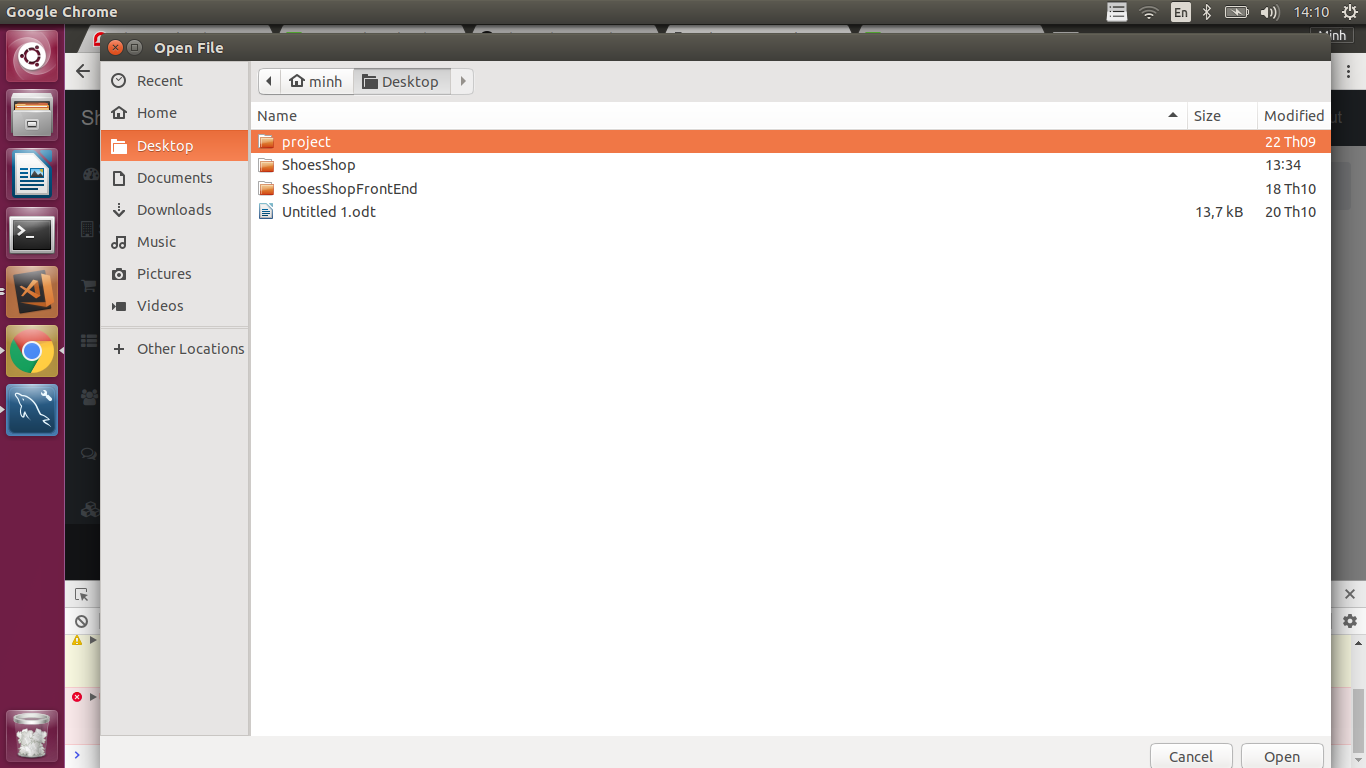 Google Chrome En 14:10
Minh
Open File
Recent
Home
Desktop
Documents
Downloads
Music
Pictures
Videos
Other Locations
minh Desktop
Name Size Modified
project 22 Th09
ShoesShop 13:34
ShoesShopFrontEnd 18 Th10
Untitled 1.odt 13,7 kB 20 Th10
Cancel Open